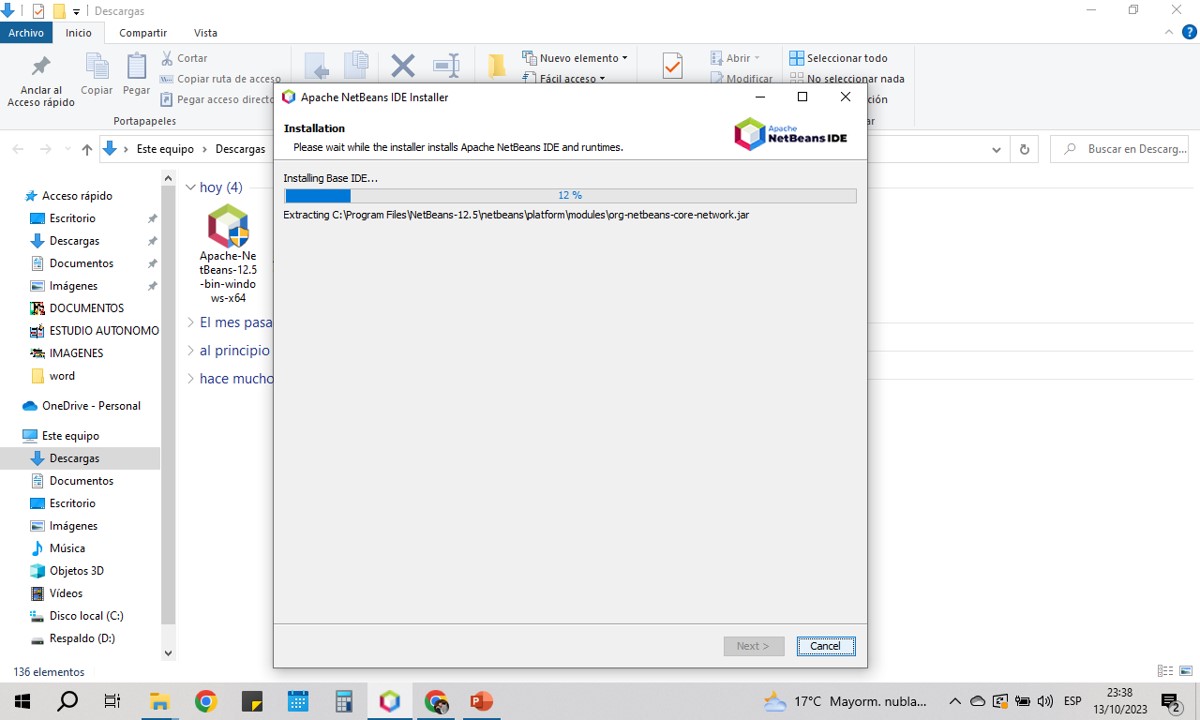 Descargas
Archivo
Inicio
Compartir
Vista
Anclar al
Acceso rápido
Copiar
Pegar
Cortar
Copiar ruta de acceso
Pegar acceso directo
Portapapeles
Nuevo elemento
Fácil acceso
Abrir
Modificar
Seleccionar todo
No seleccionar nada
ción
ar
Este equipo
Descargas
Buscar en Descarg...
Apache NetBeans IDE Installer
Installation
Please wait while the installer installs Apache NetBeans IDE and runtimes.
Apache
NetBeans IDE
Installing Base IDE...
12 %
Extracting C:\Program Files\NetBeans-12.5\netbeans\platform\modules\org-netbeans-core-network.jar
Next >
Cancel
Acceso rápido
Escritorio
Descargas
Documentos
Imágenes
DOCUMENTOS
ESTUDIO AUTONOMO
IMAGENES
word
OneDrive - Personal
Este equipo
Descargas
Documentos
Escritorio
Imágenes
Música
Objetos 3D
Vídeos
Disco local (C:)
Respaldo (D:)
hoy (4)
Apache-Ne
tBeans-12.5
-bin-windo
ws-x64
El mes pasa
al principio
hace mucho
136 elementos
17°C Mayorm. nubla...
ESP
23:38
13/10/2023
2